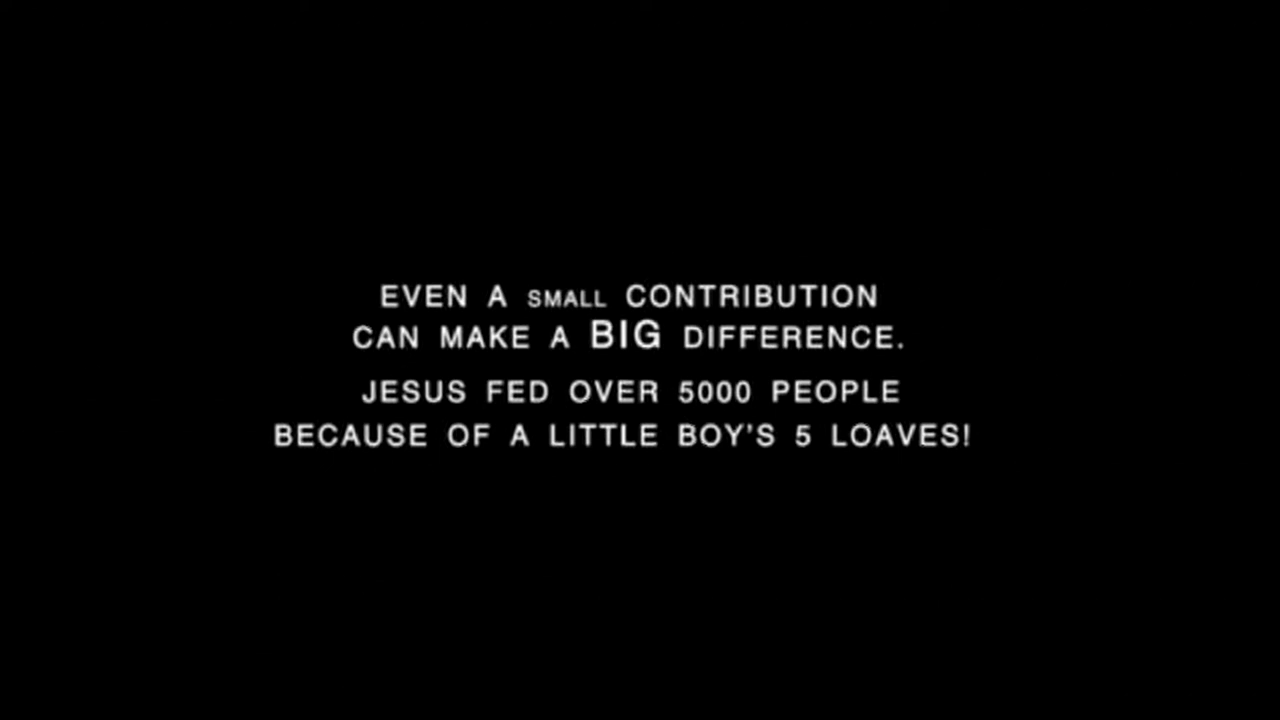 EVEN A SMALL CONTRIBUTION
CAN MAKE A BIG DIFFERENCE.
JESUS FED OVER 5000 PEOPLE
BECAUSE OF A LITTLE BOY'S 5 LOAVES!